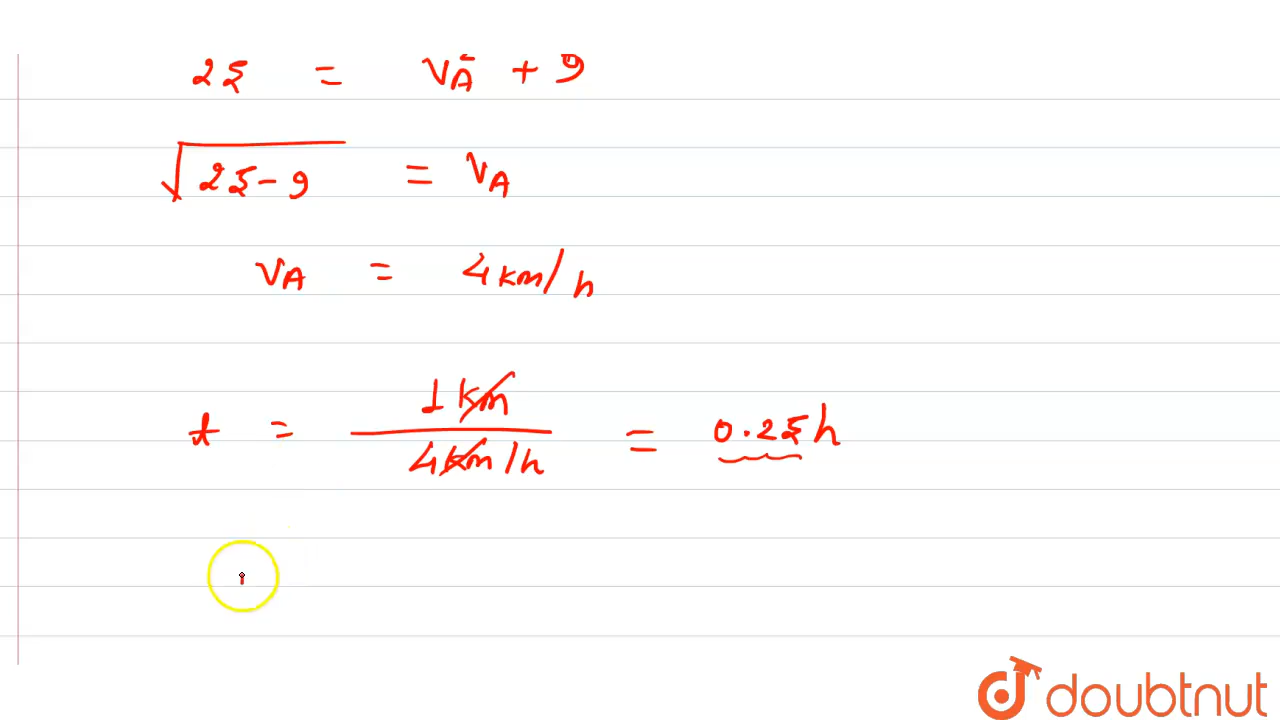 25 = V_A² + 9
√(25 - 9) = V_A
V_A = 4 km/h
t = 1 km / 4 km/h = 0.25 h
doubtnut